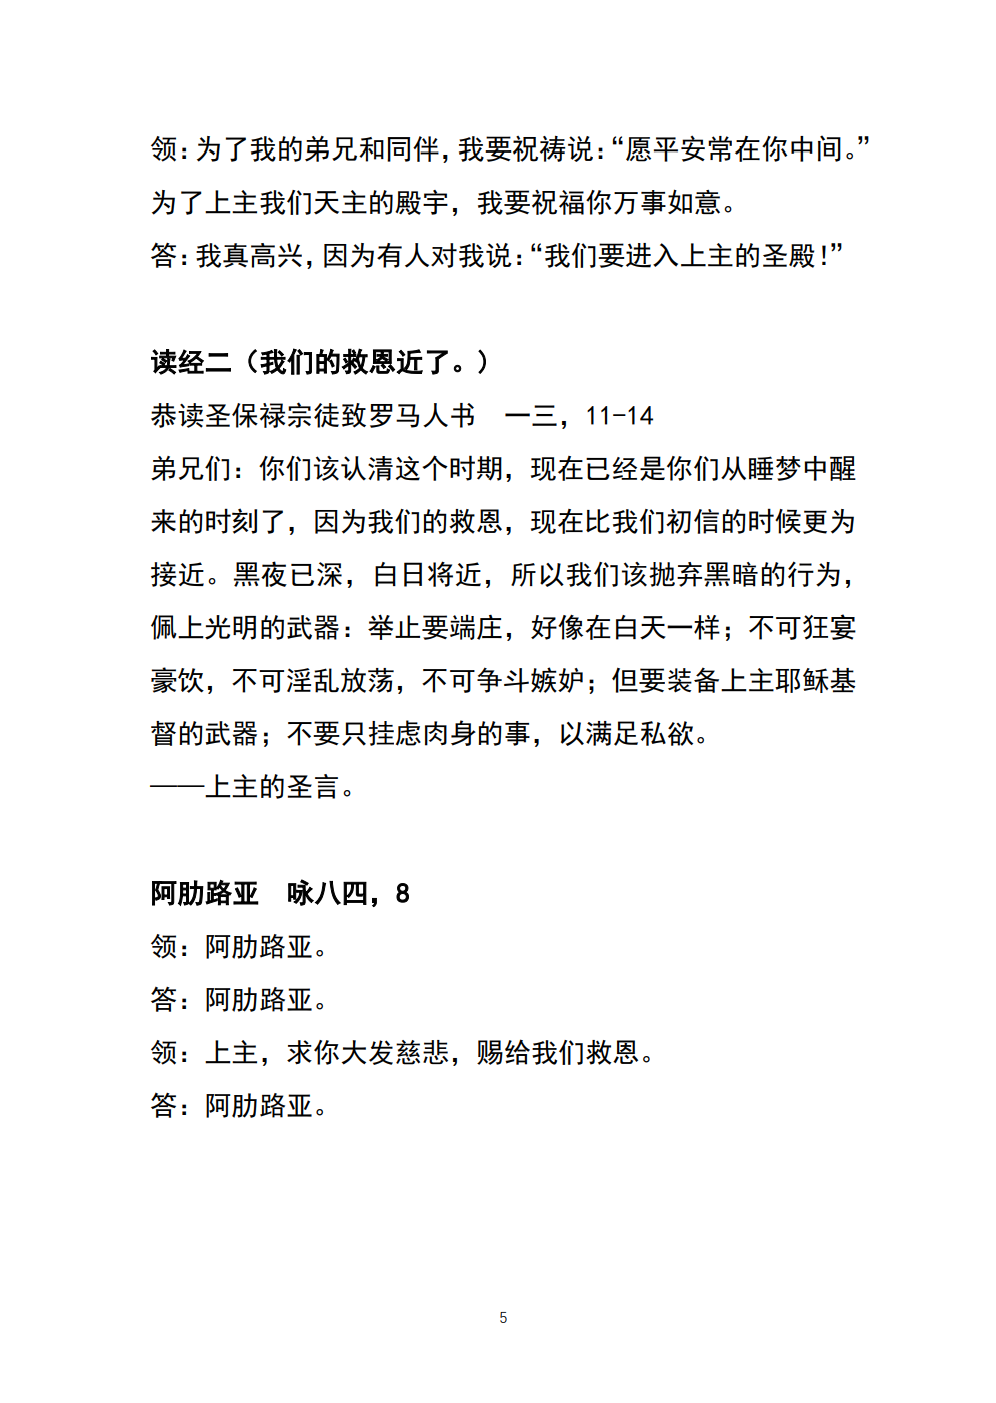 领：为了我的弟兄和同伴，我要祝祷说：“愿平安常在你中间。”
为了上主我们天主的殿宇，我要祝福你万事如意。
答：我真高兴，因为有人对我说：“我们要进入上主的圣殿！”
读经二（我们的救恩近了。）
恭读圣保禄宗徒致罗马人书　一三，11-14
弟兄们：你们该认清这个时期，现在已经是你们从睡梦中醒
来的时刻了，因为我们的救恩，现在比我们初信的时候更为
接近。黑夜已深，白日将近，所以我们该抛弃黑暗的行为，
佩上光明的武器：举止要端庄，好像在白天一样；不可狂宴
豪饮，不可淫乱放荡，不可争斗嫉妒；但要装备上主耶稣基
督的武器；不要只挂虑肉身的事，以满足私欲。
——上主的圣言。
阿肋路亚　咏八四，8
领：阿肋路亚。
答：阿肋路亚。
领：上主，求你大发慈悲，赐给我们救恩。
答：阿肋路亚。
5